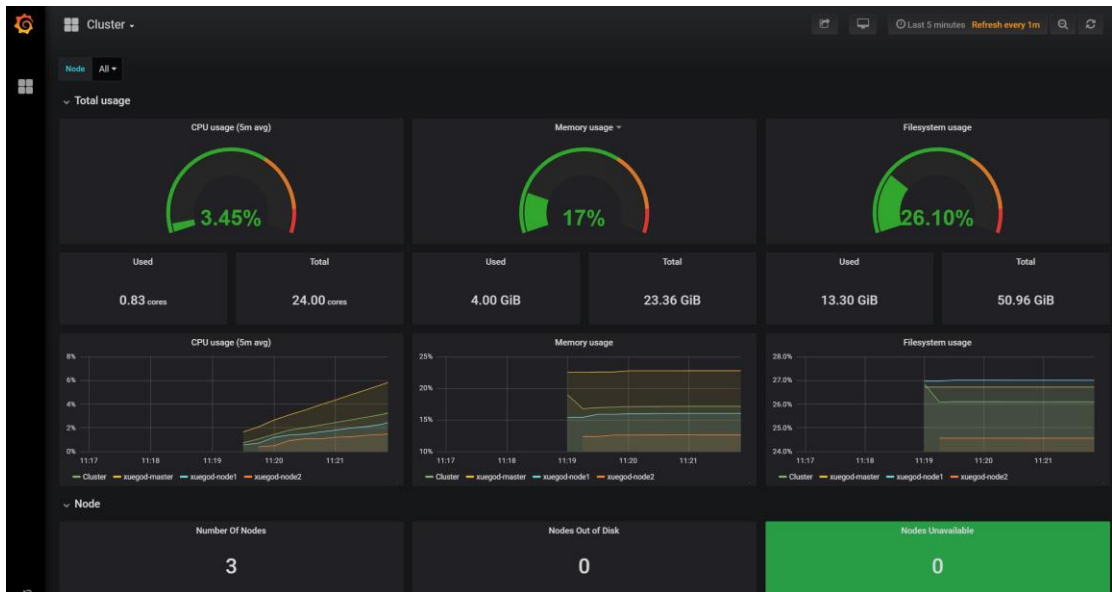 Cluster
Last 5 minutes Refresh every 1m
Node All
Total usage
CPU usage (5m avg)
Memory usage
Filesystem usage
3.45%
17%
26.10%
Used
Total
Used
Total
Used
Total
0.83 cores
24.00 cores
4.00 GiB
23.36 GiB
13.30 GiB
50.96 GiB
CPU usage (5m avg)
8%
6%
4%
2%
0%
11:17 11:18 11:19 11:20 11:21
Cluster xuegod-master xuegod-node1 xuegod-node2
Memory usage
25%
20%
15%
10%
11:17 11:18 11:19 11:20 11:21
Cluster xuegod-master xuegod-node1 xuegod-node2
Filesystem usage
28.0%
27.0%
26.0%
25.0%
24.0%
11:17 11:18 11:19 11:20 11:21
Cluster xuegod-master xuegod-node1 xuegod-node2
Node
Number Of Nodes
Nodes Out of Disk
Nodes Unavailable
3
0
0